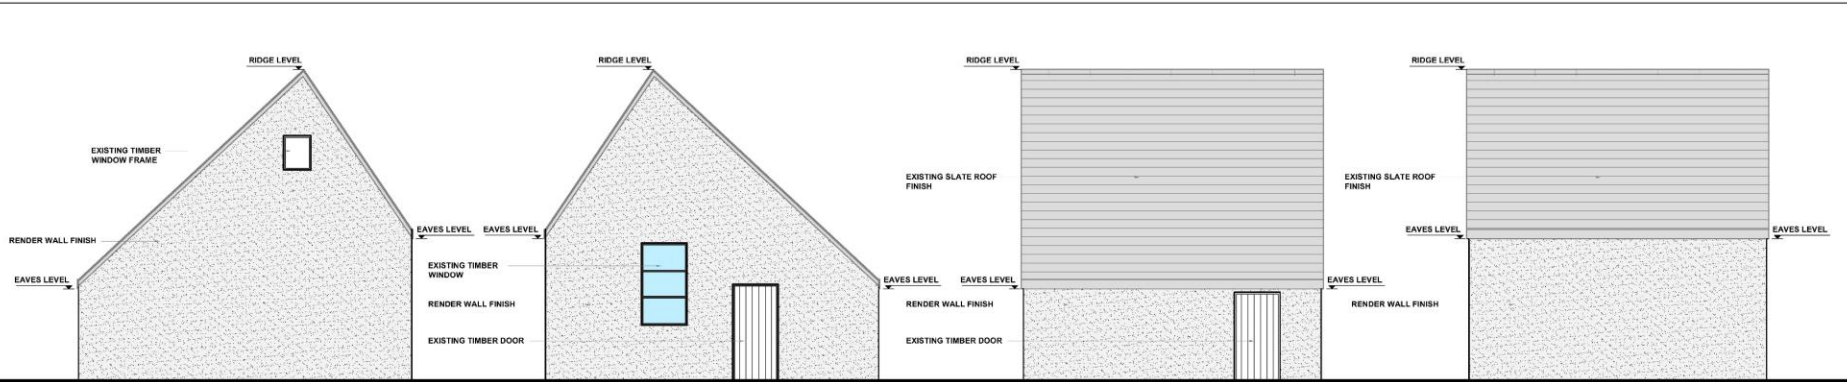 RIDGE LEVEL
EXISTING TIMBER
WINDOW FRAME
RENDER WALL FINISH
EAVES LEVEL
EAVES LEVEL
RIDGE LEVEL
EAVES LEVEL
EXISTING TIMBER
WINDOW
RENDER WALL FINISH
EXISTING TIMBER DOOR
EAVES LEVEL
RIDGE LEVEL
EXISTING SLATE ROOF
FINISH
EAVES LEVEL
RENDER WALL FINISH
EXISTING TIMBER DOOR
EAVES LEVEL
RIDGE LEVEL
EXISTING SLATE ROOF
FINISH
EAVES LEVEL
EAVES LEVEL
RENDER WALL FINISH